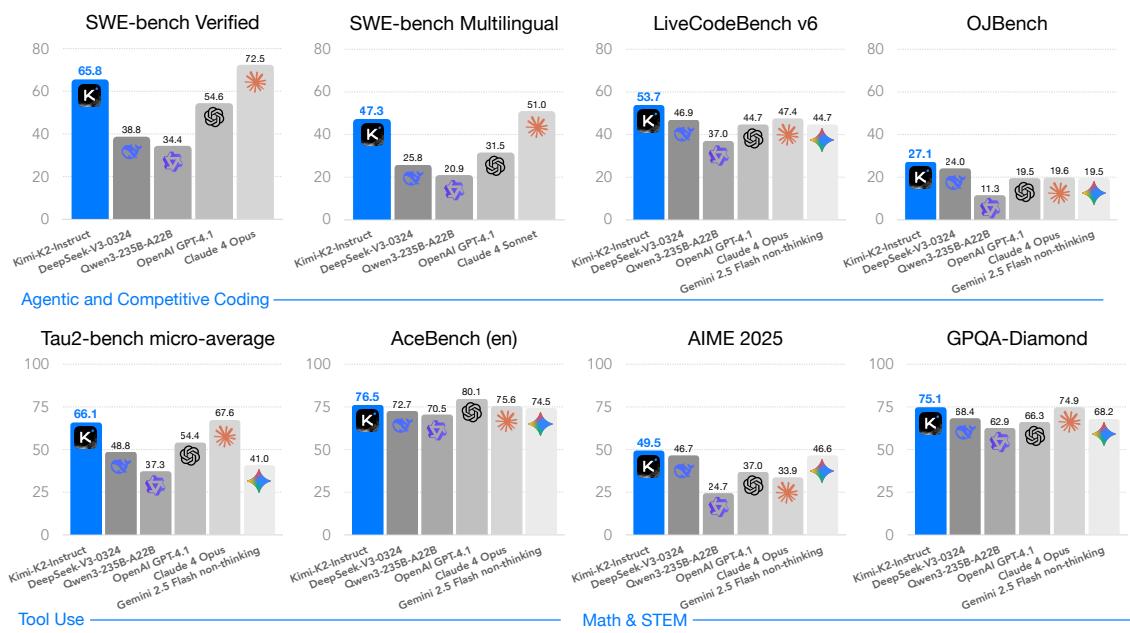 SWE-bench Verified
80
60
40
20
0
65.8
38.8
34.4
54.6
72.5
Kimi-K2-Instruct
DeepSeek-V3-0324
Qwen3-235B-A22B
OpenAI GPT-4.1
Claude 4 Opus
SWE-bench Multilingual
80
60
40
20
0
47.3
25.8
20.9
31.5
51.0
Kimi-K2-Instruct
DeepSeek-V3-0324
Qwen3-235B-A22B
OpenAI GPT-4.1
Claude 4 Sonnet
LiveCodeBench v6
80
60
40
20
0
53.7
46.9
37.0
44.7
47.4
44.7
Kimi-K2-Instruct
DeepSeek-V3-0324
Qwen3-235B-A22B
OpenAI GPT-4.1
Claude 4 Opus
Gemini 2.5 Flash non-thinking
OJBench
80
60
40
20
0
27.1
24.0
11.3
19.5
19.6
19.5
Kimi-K2-Instruct
DeepSeek-V3-0324
Qwen3-235B-A22B
OpenAI GPT-4.1
Claude 4 Opus
Gemini 2.5 Flash non-thinking
Agentic and Competitive Coding
Tau2-bench micro-average
100
75
50
25
0
66.1
48.8
37.3
54.4
67.6
41.0
Kimi-K2-Instruct
DeepSeek-V3-0324
Qwen3-235B-A22B
OpenAI GPT-4.1
Claude 4 Opus
Gemini 2.5 Flash non-thinking
AceBench (en)
100
75
50
25
0
76.5
72.7
70.5
80.1
75.6
74.5
Kimi-K2-Instruct
DeepSeek-V3-0324
Qwen3-235B-A22B
OpenAI GPT-4.1
Claude 4 Opus
Gemini 2.5 Flash non-thinking
Tool Use
AIME 2025
100
75
50
25
0
49.5
46.7
24.7
37.0
33.9
46.6
Kimi-K2-Instruct
DeepSeek-V3-0324
Qwen3-235B-A22B
OpenAI GPT-4.1
Claude 4 Opus
Gemini 2.5 Flash non-thinking
GPQA-Diamond
100
75
50
25
0
75.1
68.4
62.9
66.3
74.9
68.2
Kimi-K2-Instruct
DeepSeek-V3-0324
Qwen3-235B-A22B
OpenAI GPT-4.1
Claude 4 Opus
Gemini 2.5 Flash non-thinking
Math & STEM